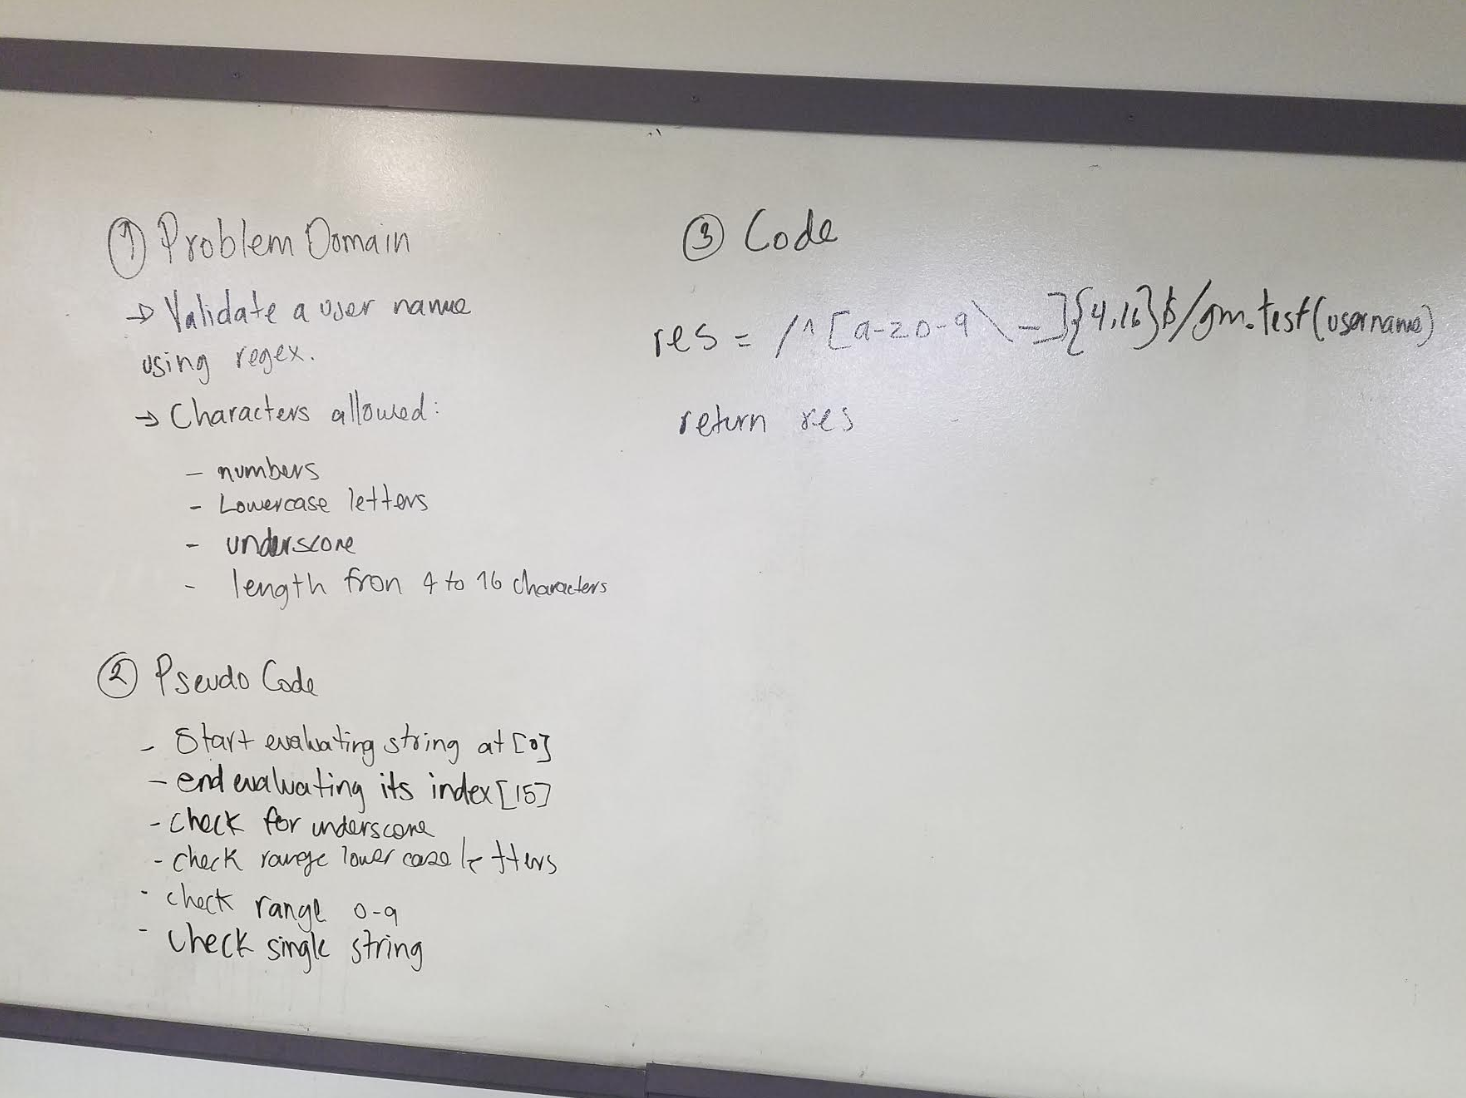 ① Problem Domain
→ Validate a user name
using regex.
→ Characters allowed:
- numbers
- Lowercase letters
- underscore
- length fron 4 to 16 characters
② Pseudo Code
- Start evaluating string at [0]
- end evaluating its index [15]
- check for underscore
- check range lower case letters
- check range 0-9
- check single string
③ Code
res = /^[a-z0-9\_]{4,16}$/gm.test(username)
return res